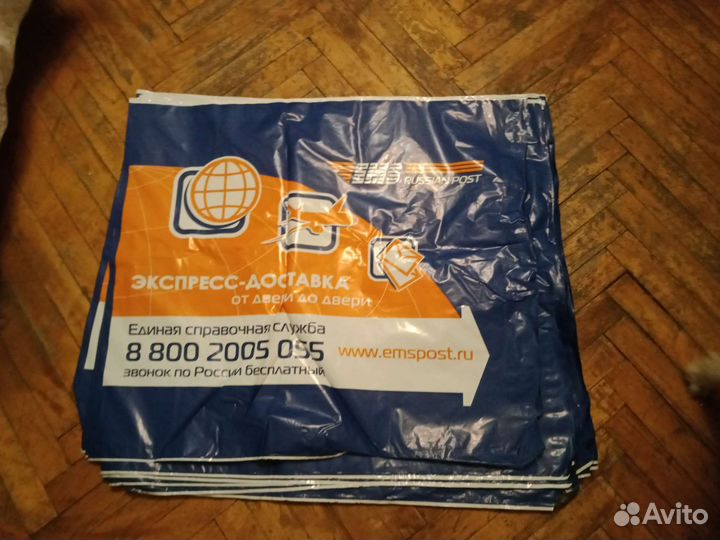 EMS
RUSSIAN POST
ЭКСПРЕСС-ДОСТАВКА
ОТ ДВЕРИ ДО ДВЕРИ
Единая справочная служба
8 800 2005 055
звонок по России бесплатный
www.emspost.ru
Avito